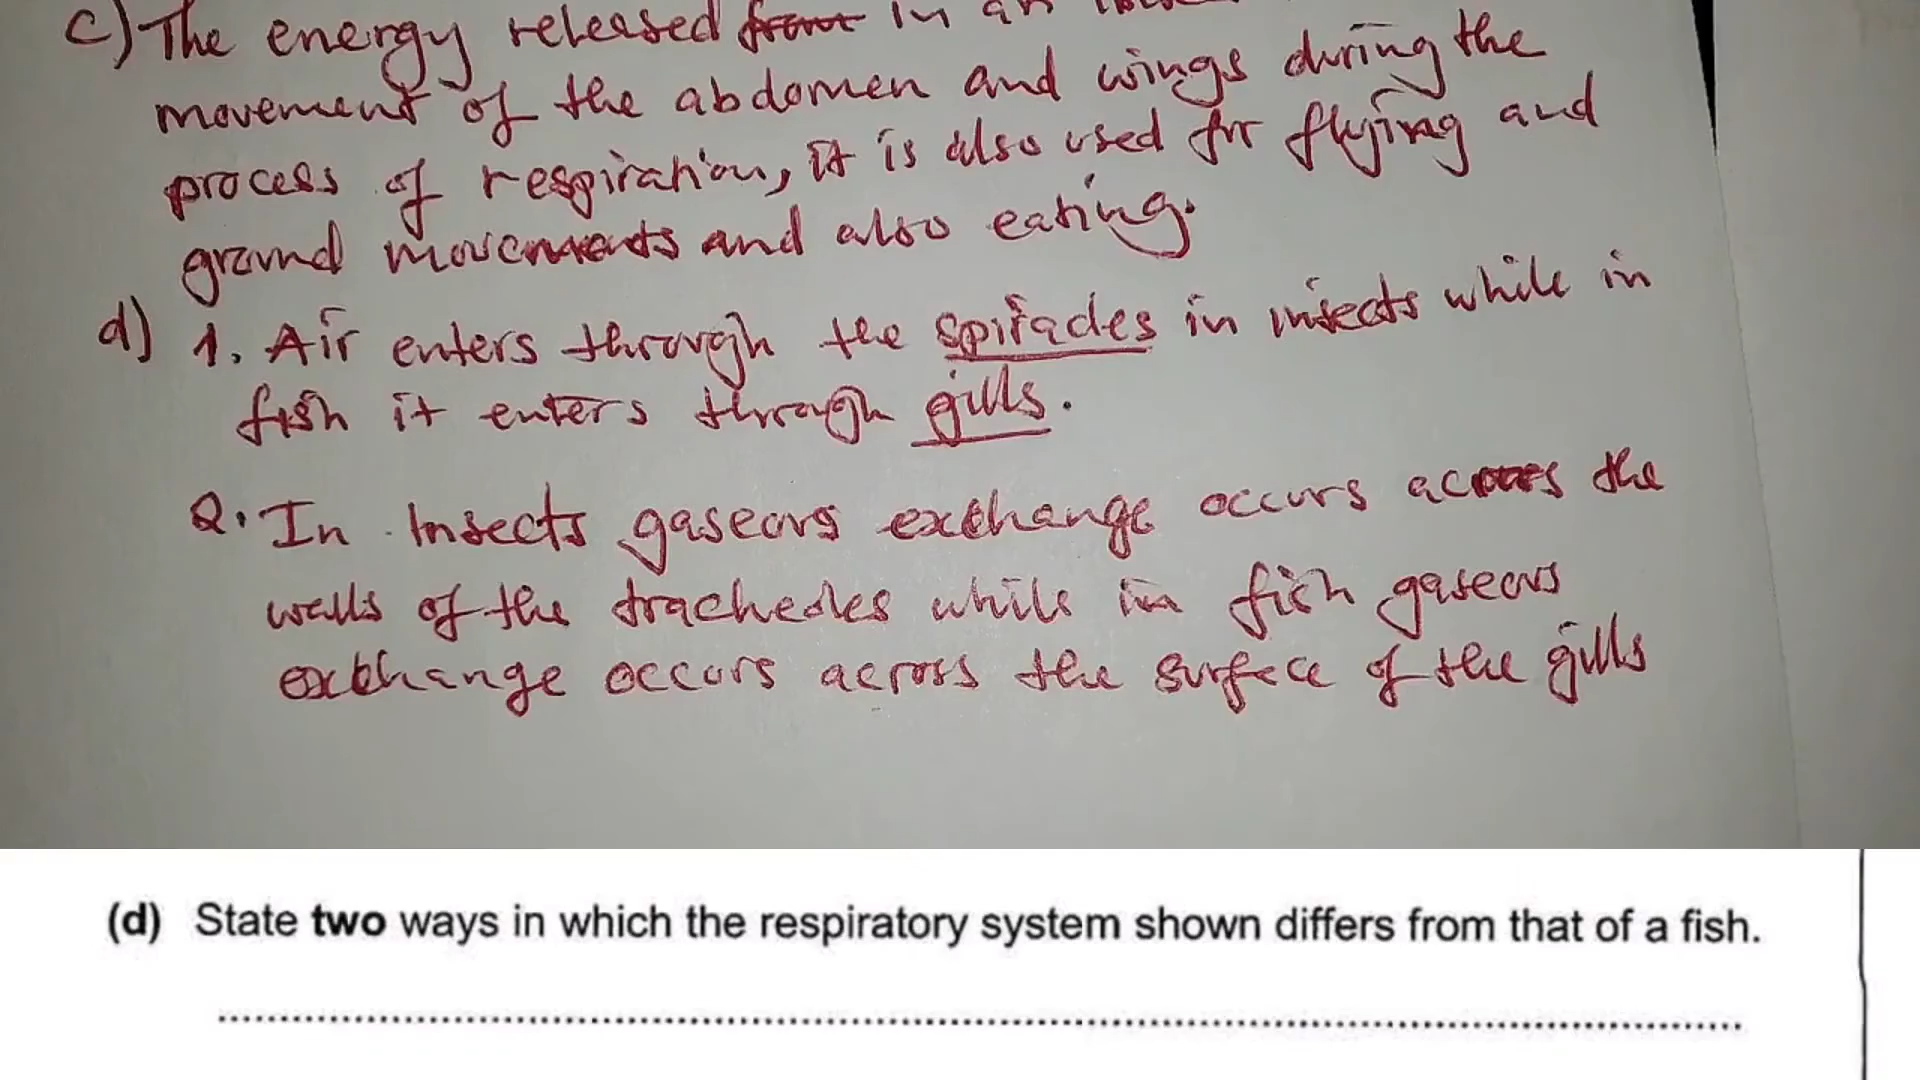 C) The energy released from in an
movement of the abdomen and wings during the
process of respiration, it is also used for flying and
ground movements and also eating.
d) 1. Air enters through the spiracles in insects while in
fish it enters through gills.
2. In Insects gaseous exchange occurs across the
walls of the tracheoles while in fish gaseous
exchange occurs across the surface of the gills
(d) State two ways in which the respiratory system shown differs from that of a fish.